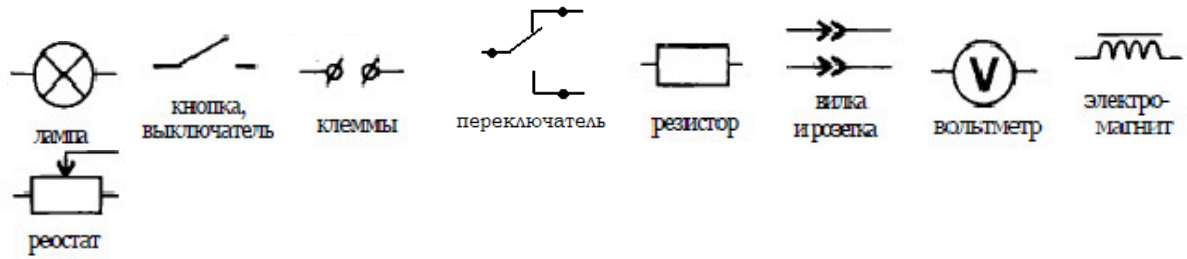 лампа
кнопка,
выключатель
клеммы
переключатель
резистор
вилка
и розетка
V
вольтметр
электро-
магнит
реостат